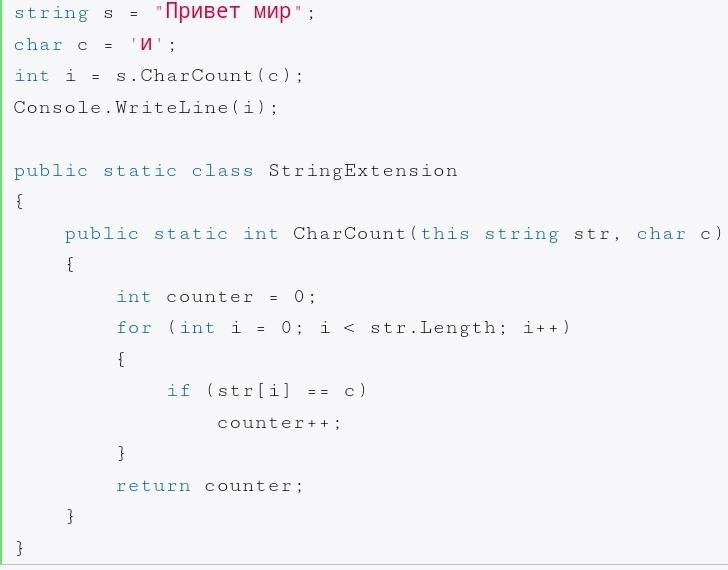 string s = "Привет мир";
char c = 'и';
int i = s.CharCount(c);
Console.WriteLine(i);

public static class StringExtension
{
    public static int CharCount(this string str, char c)
    {
        int counter = 0;
        for (int i = 0; i < str.Length; i++)
        {
            if (str[i] == c)
                counter++;
        }
        return counter;
    }
}